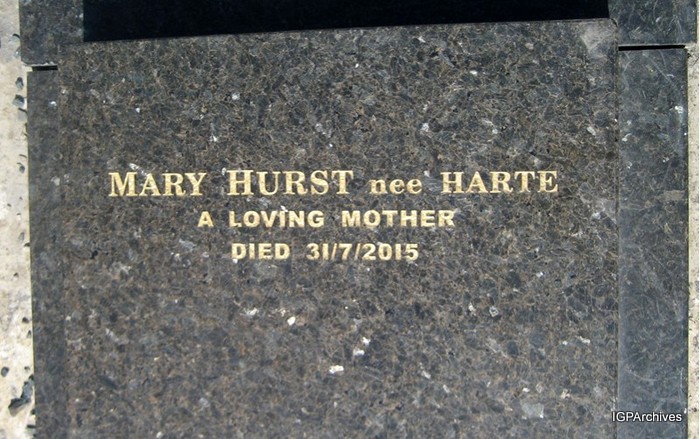 MARY HURST nee HARTE
A LOVING MOTHER
DIED 31/7/2015
IGPArchives